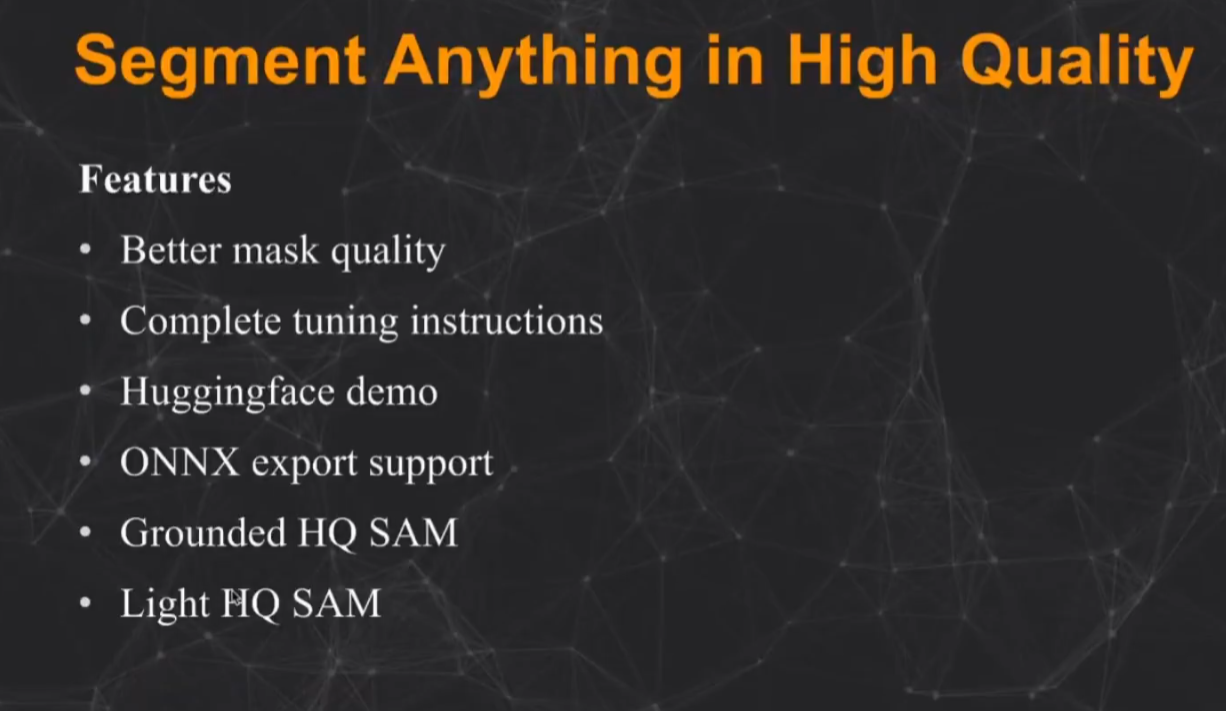 Segment Anything in High Quality
Features
• Better mask quality
• Complete tuning instructions
• Huggingface demo
• ONNX export support
• Grounded HQ SAM
• Light HQ SAM